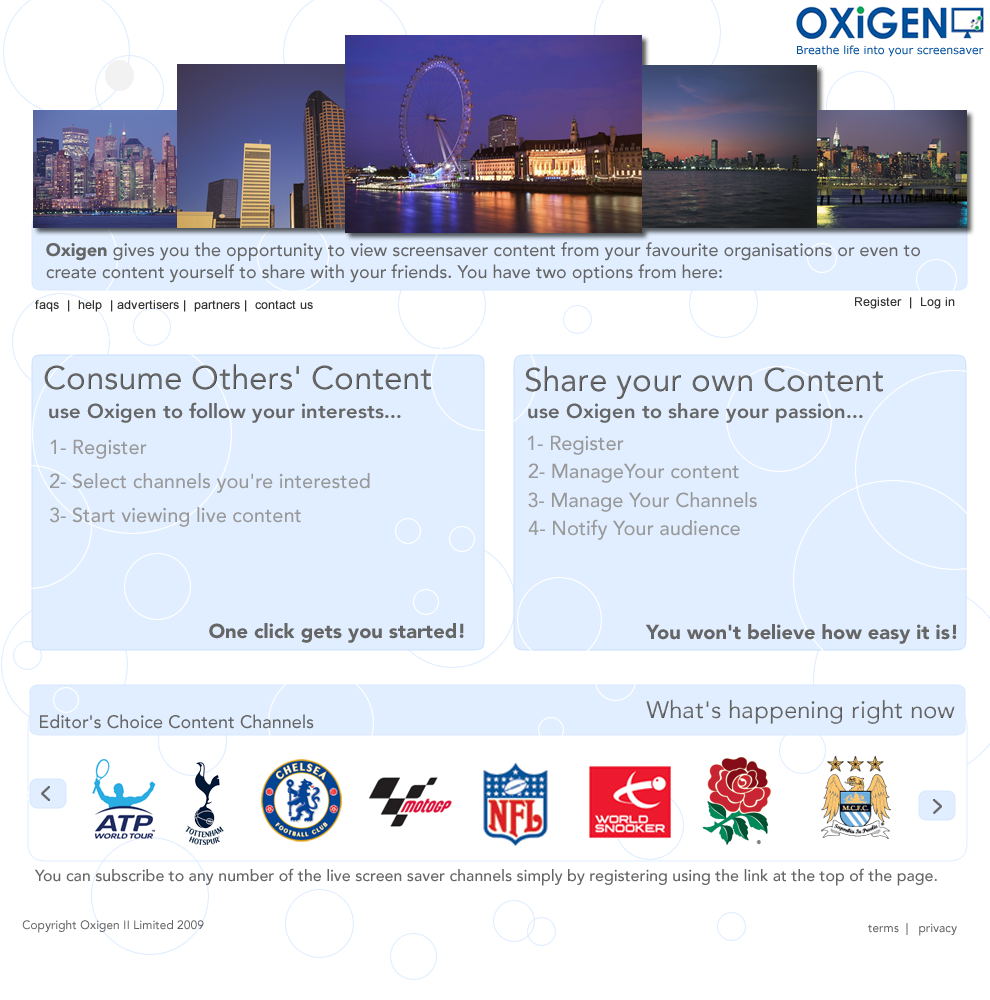 OXiGEN
Breathe life into your screensaver
Oxigen gives you the opportunity to view screensaver content from your favourite organisations or even to
create content yourself to share with your friends. You have two options from here:
faqs | help | advertisers | partners | contact us
Register | Log in
Consume Others' Content
use Oxigen to follow your interests...
1- Register
2- Select channels you're interested
3- Start viewing live content
One click gets you started!
Share your own Content
use Oxigen to share your passion...
1- Register
2- ManageYour content
3- Manage Your Channels
4- Notify Your audience
You won't believe how easy it is!
Editor's Choice Content Channels
What's happening right now
ATP
WORLD TOUR
TOTTENHAM
HOTSPUR
CHELSEA
FOOTBALL CLUB
motoGP
NFL
WORLD
SNOOKER
M.C.F.C.
You can subscribe to any number of the live screen saver channels simply by registering using the link at the top of the page.
Copyright Oxigen II Limited 2009
terms | privacy